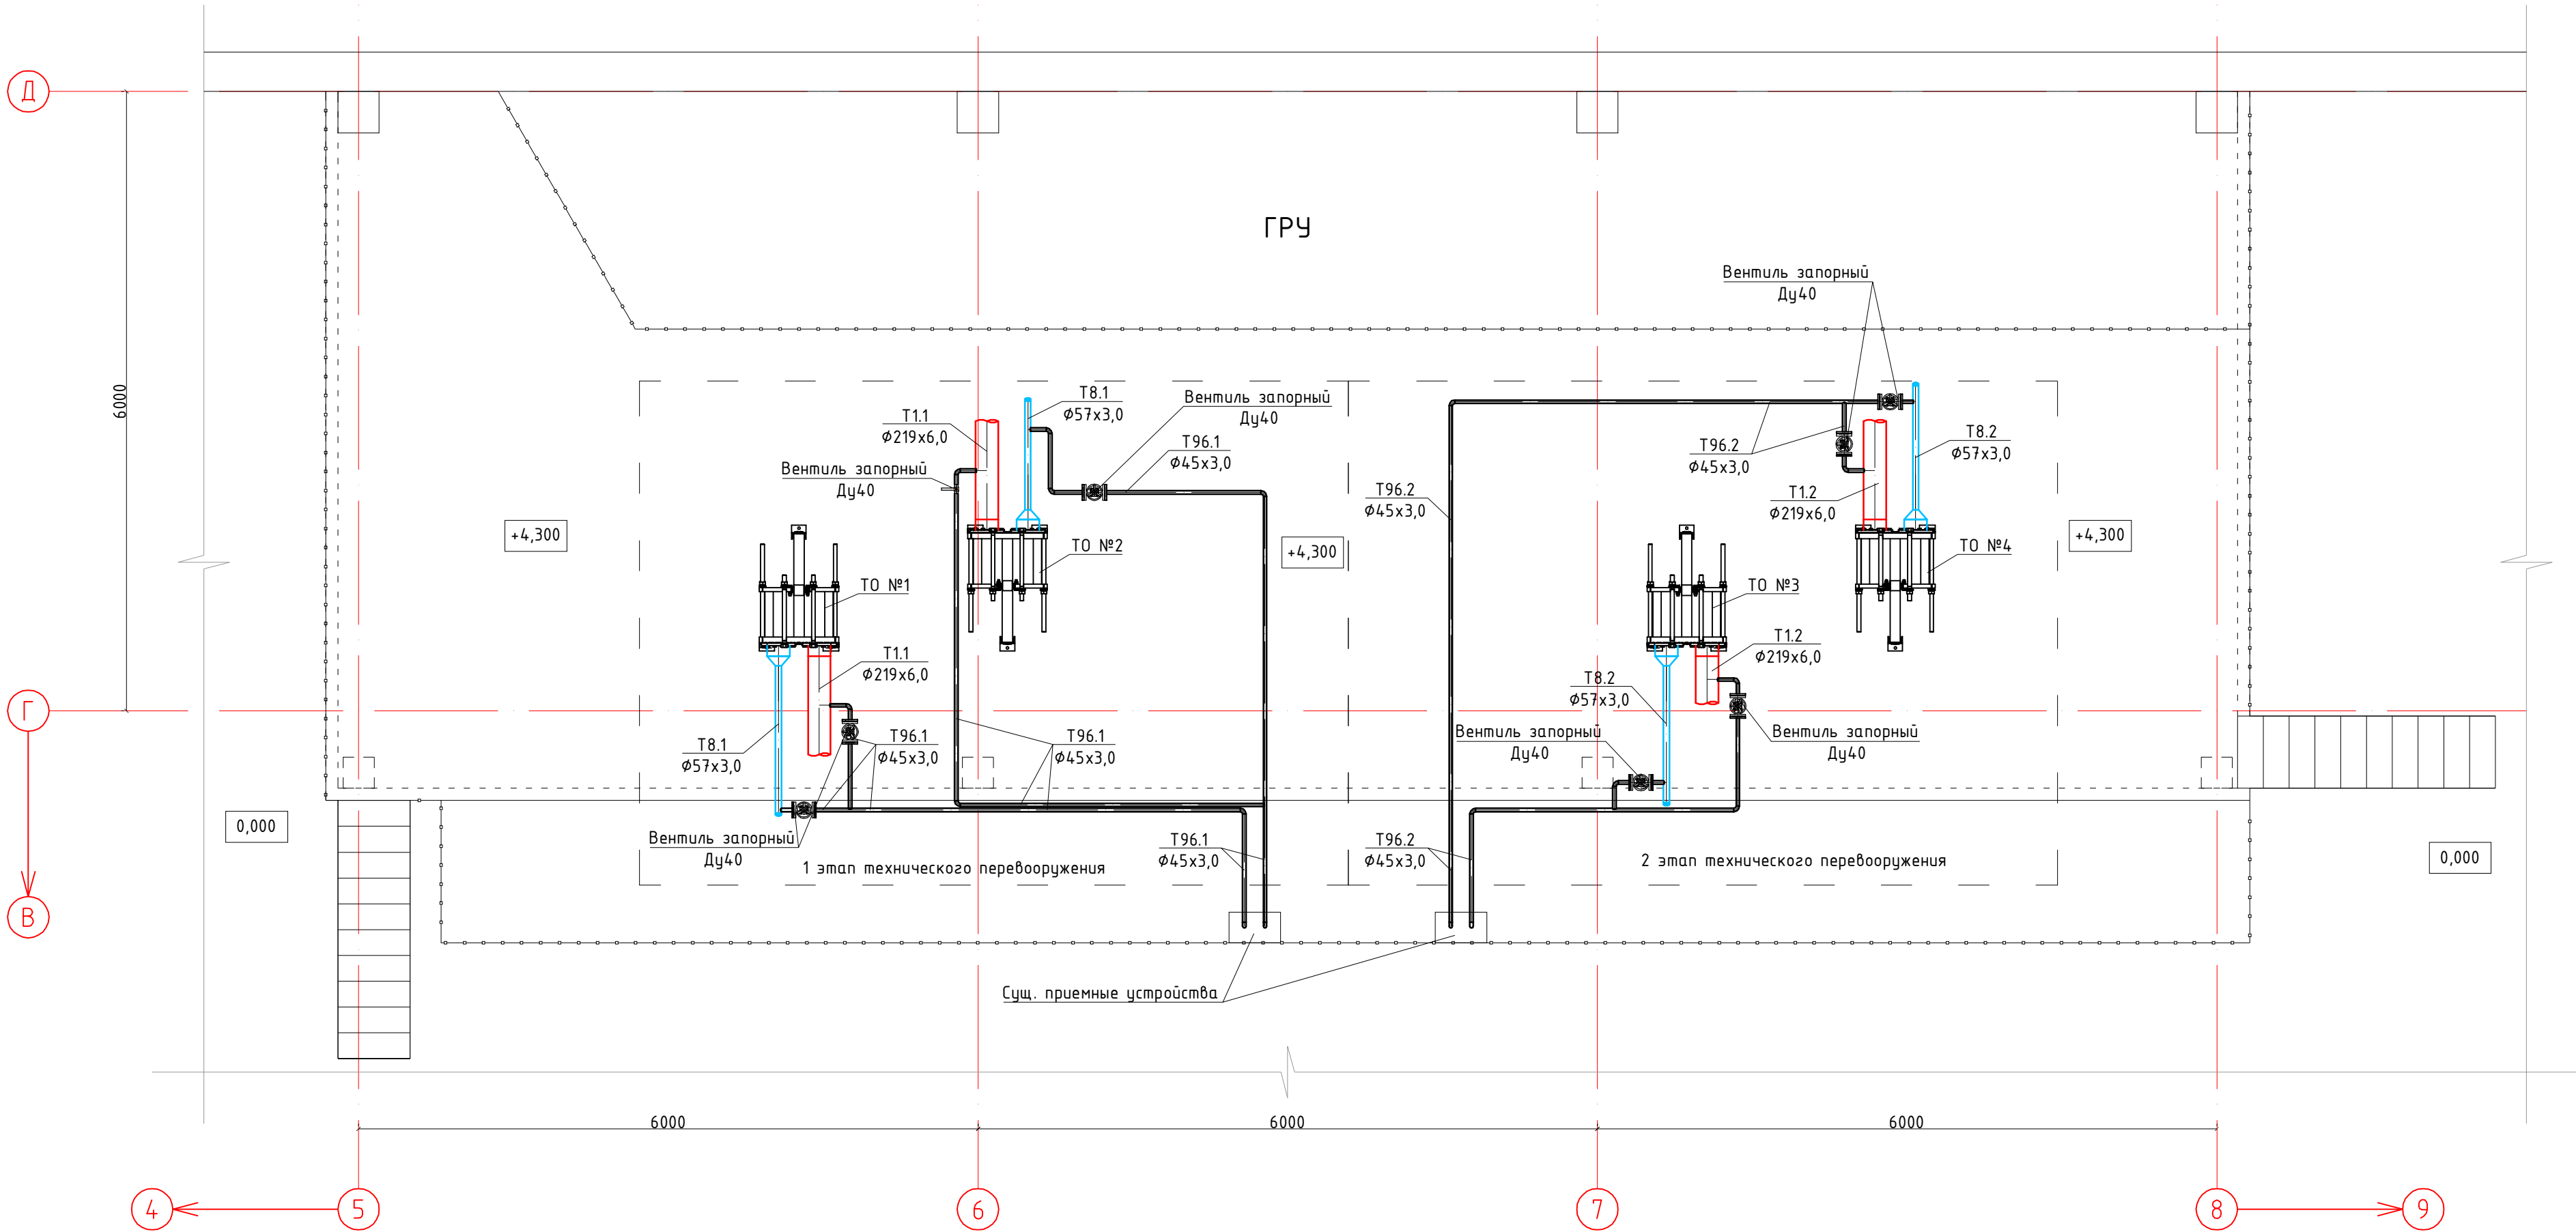 Д
ГРУ
Вентиль запорный
Ду40
6000
Т8.1
Ф57х3,0
Вентиль запорный
Ду40
Т1.1
Ф219х6,0
Т96.1
Ф45х3,0
Вентиль запорный
Ду40
Т96.2
Ф45х3,0
Т8.2
Ф57х3,0
Т96.2
Ф45х3,0
Т1.2
Ф219х6,0
+4,300
ТО №2
+4,300
ТО №4
+4,300
ТО №1
ТО №3
Т1.1
Ф219х6,0
Т1.2
Ф219х6,0
Г
Т8.2
Ф57х3,0
Т8.1
Ф57х3,0
Т96.1
Ф45х3,0
Т96.1
Ф45х3,0
Вентиль запорный
Ду40
Вентиль запорный
Ду40
0,000
Вентиль запорный
Ду40
1 этап технического перевооружения
Т96.1
Ф45х3,0
Т96.2
Ф45х3,0
2 этап технического перевооружения
0,000
В
Сущ. приемные устройства
6000
6000
6000
4
5
6
7
8
9